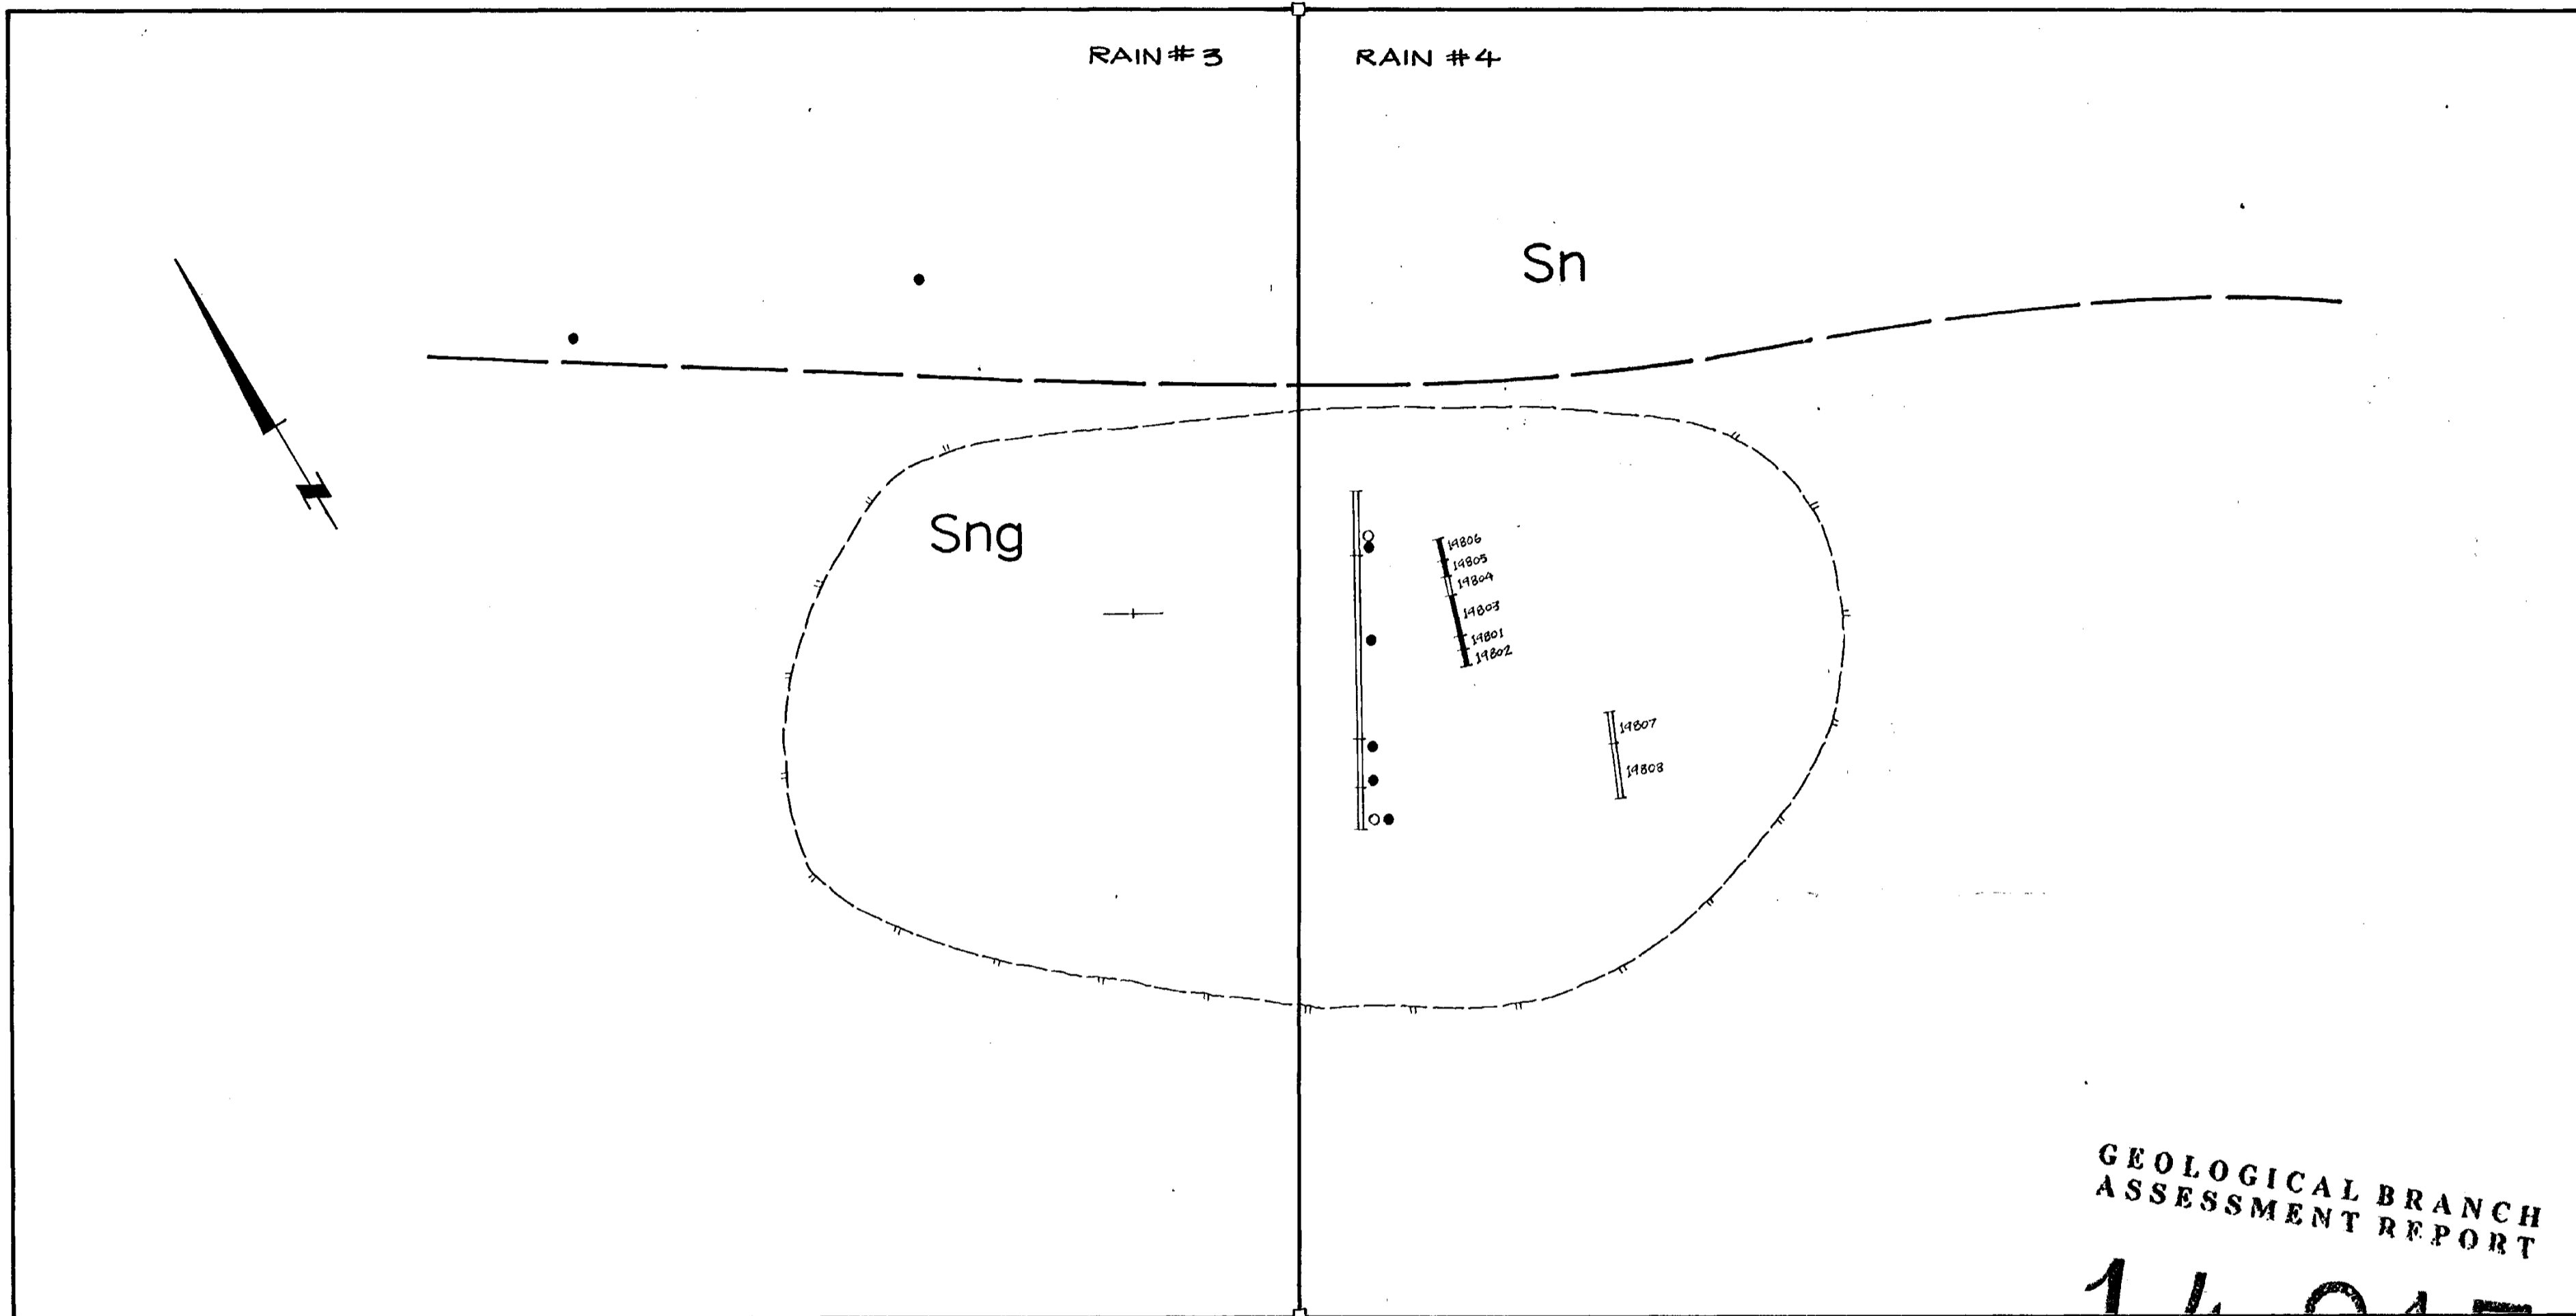 RAIN # 3
RAIN # 4
Sn
Sng
19806
19805
19804
19803
19801
19802
19807
19808
GEOLOGICAL BRANCH
ASSESSMENT REPORT